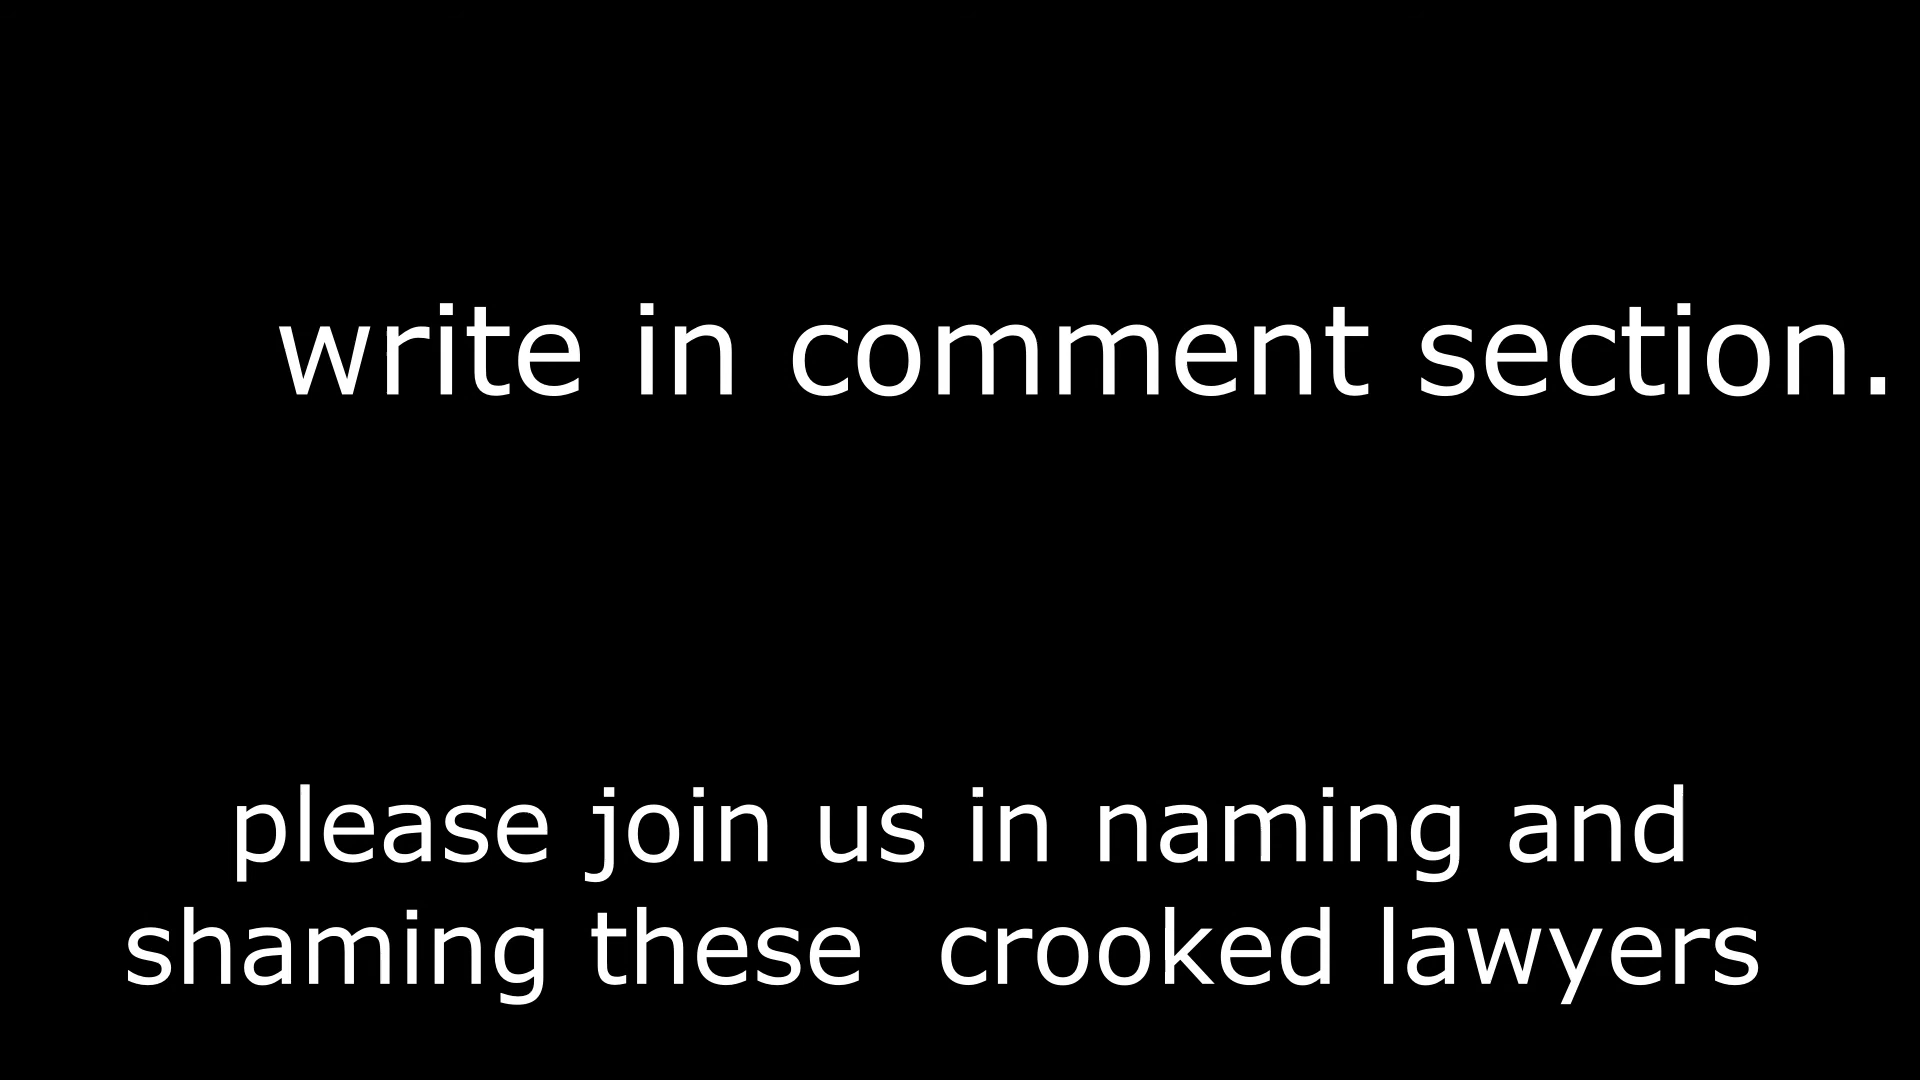 write in comment section.
please join us in naming and
shaming these  crooked lawyers